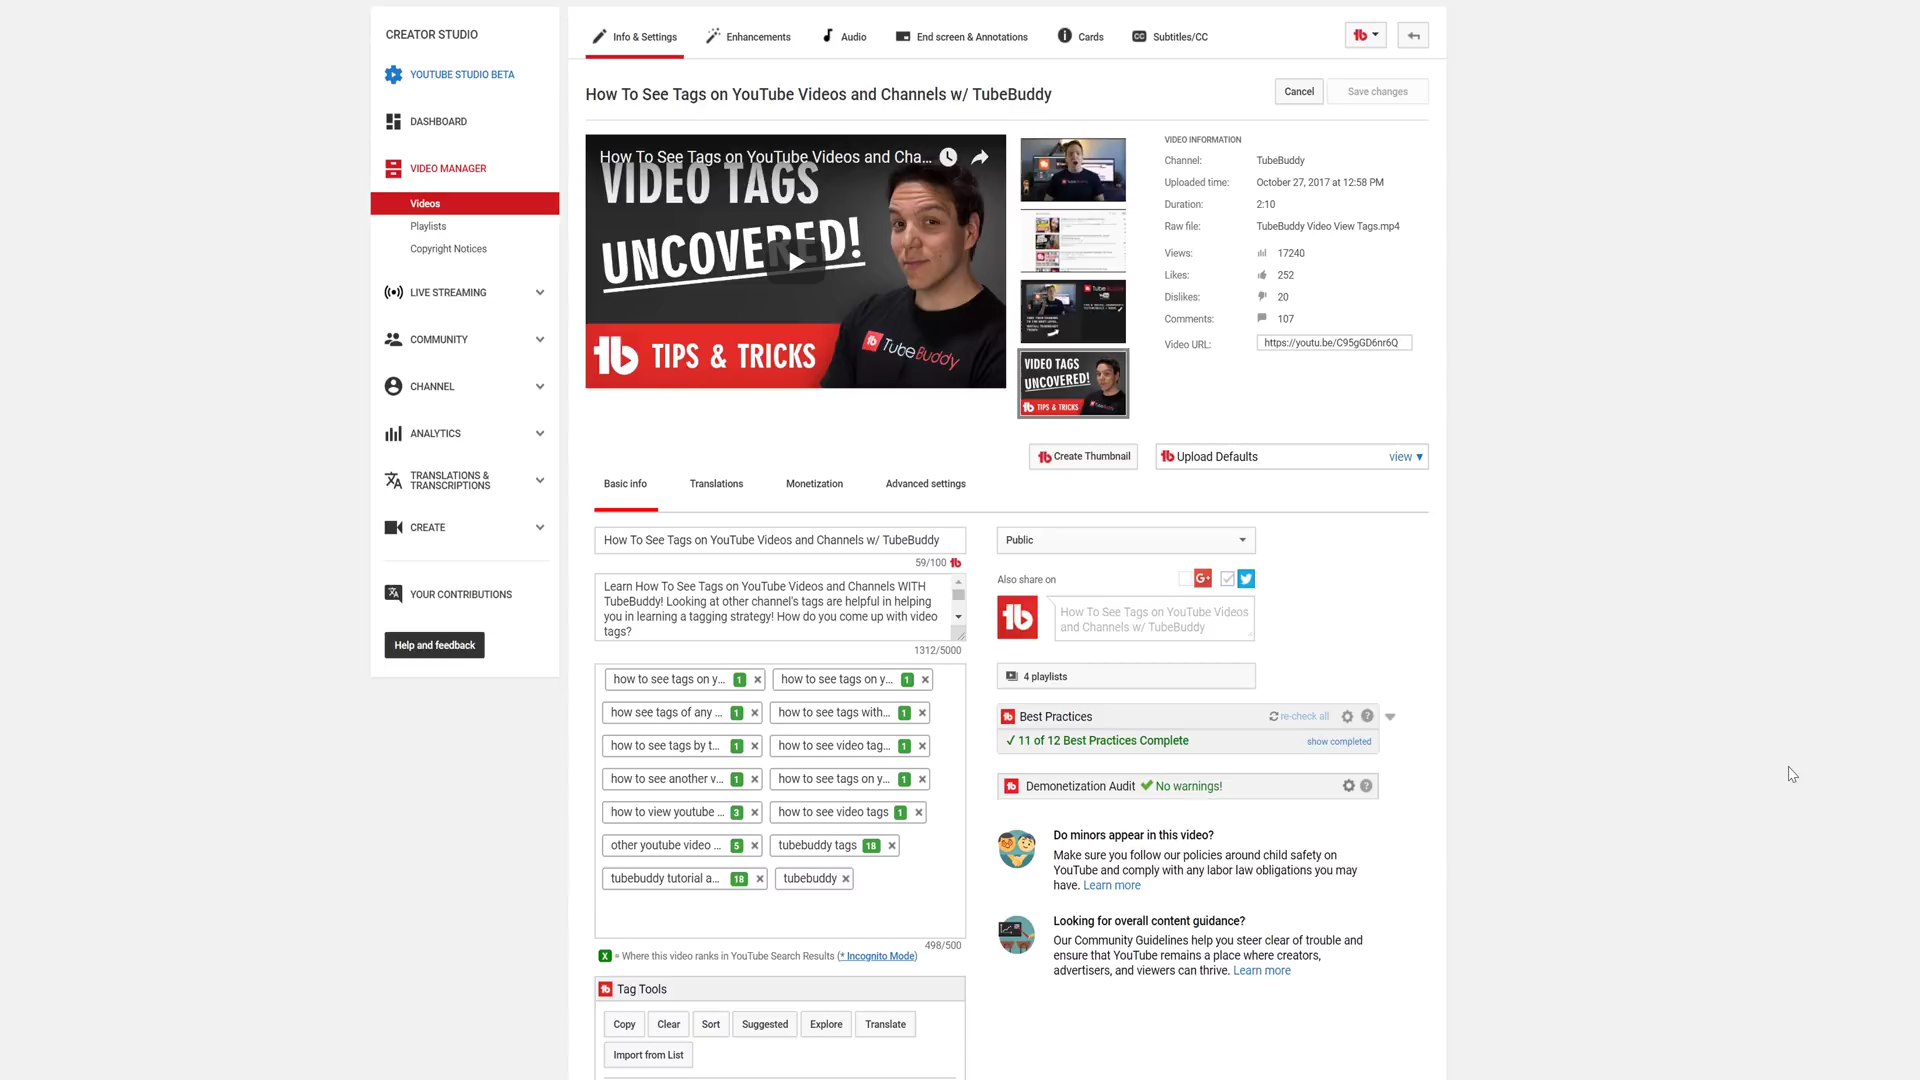 CREATOR STUDIO
YOUTUBE STUDIO BETA
DASHBOARD
VIDEO MANAGER
Videos
Playlists
Copyright Notices
LIVE STREAMING
COMMUNITY
CHANNEL
ANALYTICS
TRANSLATIONS &
TRANSCRIPTIONS
CREATE
YOUR CONTRIBUTIONS
Help and feedback
Info & Settings
Enhancements
Audio
End screen & Annotations
Cards
CC Subtitles/CC
How To See Tags on YouTube Videos and Channels w/ TubeBuddy
Cancel
Save changes
How To See Tags on YouTube Videos and Cha...
VIDEO TAGS
UNCOVERED!
tb TIPS & TRICKS
tb TubeBuddy
VIDEO TAGS
UNCOVERED!
tb TIPS & TRICKS
TubeBuddy
VIDEO INFORMATION
Channel: TubeBuddy
Uploaded time: October 27, 2017 at 12:58 PM
Duration: 2:10
Raw file: TubeBuddy Video View Tags.mp4
Views: 17240
Likes: 252
Dislikes: 20
Comments: 107
Video URL: https://youtu.be/C95gGD6nr6Q
Create Thumbnail
Upload Defaults
view ▼
Basic info
Translations
Monetization
Advanced settings
How To See Tags on YouTube Videos and Channels w/ TubeBuddy
59/100
Learn How To See Tags on YouTube Videos and Channels WITH
TubeBuddy! Looking at other channel's tags are helpful in helping
you in learning a tagging strategy! How do you come up with video
tags?
1312/5000
how to see tags on y... 1 ×
how to see tags on y... 1 ×
how see tags of any ... 1 ×
how to see tags with... 1 ×
how to see tags by t... 1 ×
how to see video tag... 1 ×
how to see another v... 1 ×
how to see tags on y... 1 ×
how to view youtube ... 3 ×
how to see video tags 1 ×
other youtube video ... 5 ×
tubebuddy tags 18 ×
tubebuddy tutorial a... 18 ×
tubebuddy ×
498/500
X = Where this video ranks in YouTube Search Results (* Incognito Mode)
Tag Tools
Copy
Clear
Sort
Suggested
Explore
Translate
Import from List
Public
Also share on
G+
How To See Tags on YouTube Videos
and Channels w/ TubeBuddy
4 playlists
Best Practices
re-check all
✓ 11 of 12 Best Practices Complete
show completed
Demonetization Audit ✓ No warnings!
Do minors appear in this video?
Make sure you follow our policies around child safety on
YouTube and comply with any labor law obligations you may
have. Learn more
Looking for overall content guidance?
Our Community Guidelines help you steer clear of trouble and
ensure that YouTube remains a place where creators,
advertisers, and viewers can thrive. Learn more